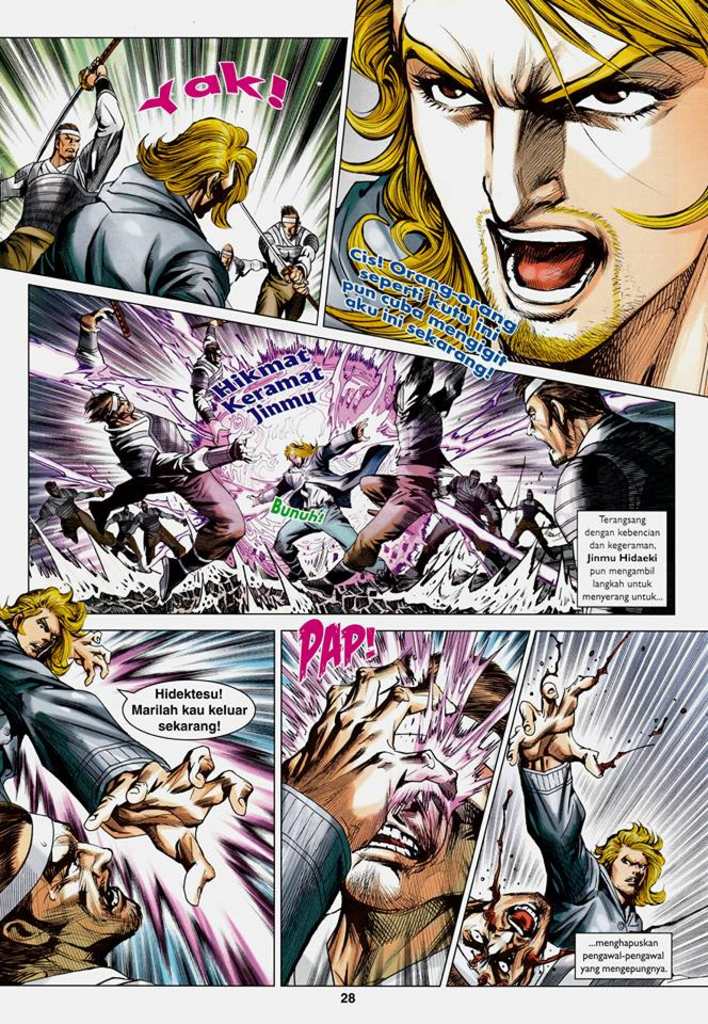 Yak!
Cis! Orang-orang
seperti kutu ini
pun cuba menggigit
aku ini sekarang!
Hikmat
Keramat
Jinmu
Bunuh!
Terangsang
dengan kebencian
dan kegeraman,
Jinmu Hidaeki
pun mengambil
langkah untuk
menyerang untuk...
Hidektesu!
Marilah kau keluar
sekarang!
PAP!
...menghapuskan
pengawal-pengawal
yang mengepungnya.
28